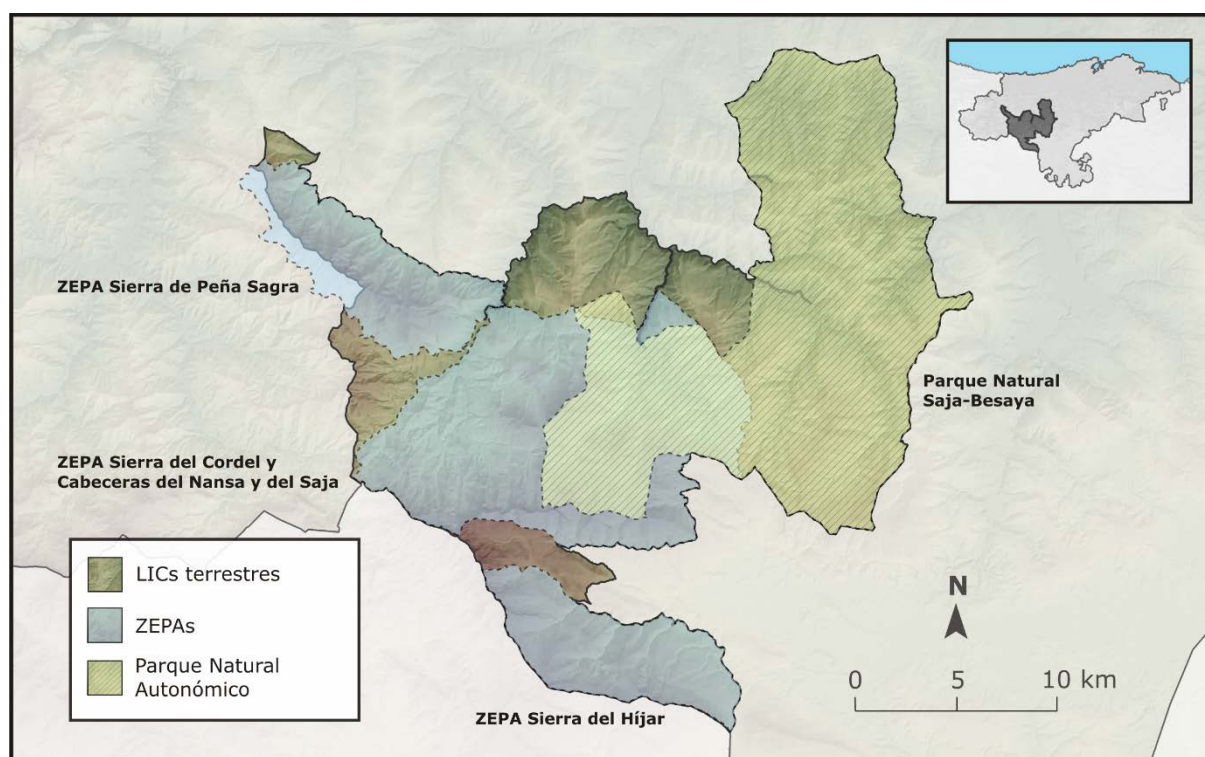 ZEPA Sierra de Peña Sagra
Parque Natural
Saja-Besaya
ZEPA Sierra del Cordel y
Cabeceras del Nansa y del Saja
LICs terrestres
ZEPAs
Parque Natural
Autonómico
ZEPA Sierra del Híjar
N
0 5 10 km